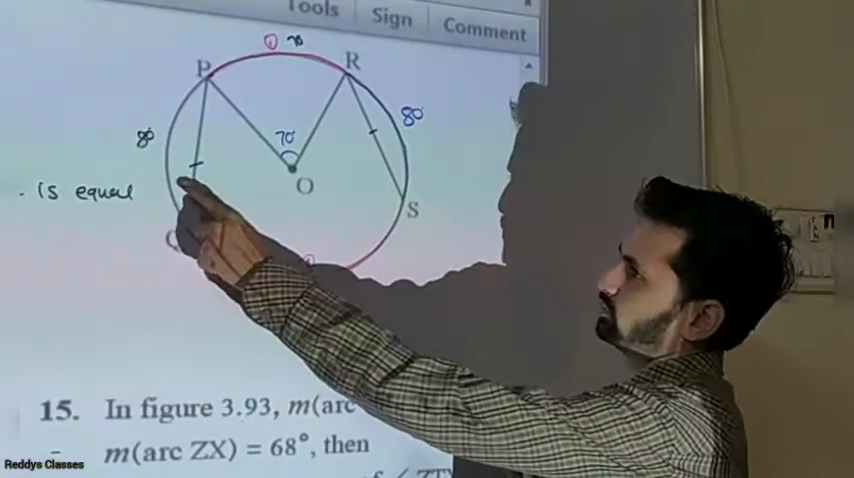 Tools Sign Comment
① 70
P R
80 80°
70°
O
. is equal
S
15. In figure 3.93, m(arc
m(arc ZX) = 68°, then
Reddys Classes